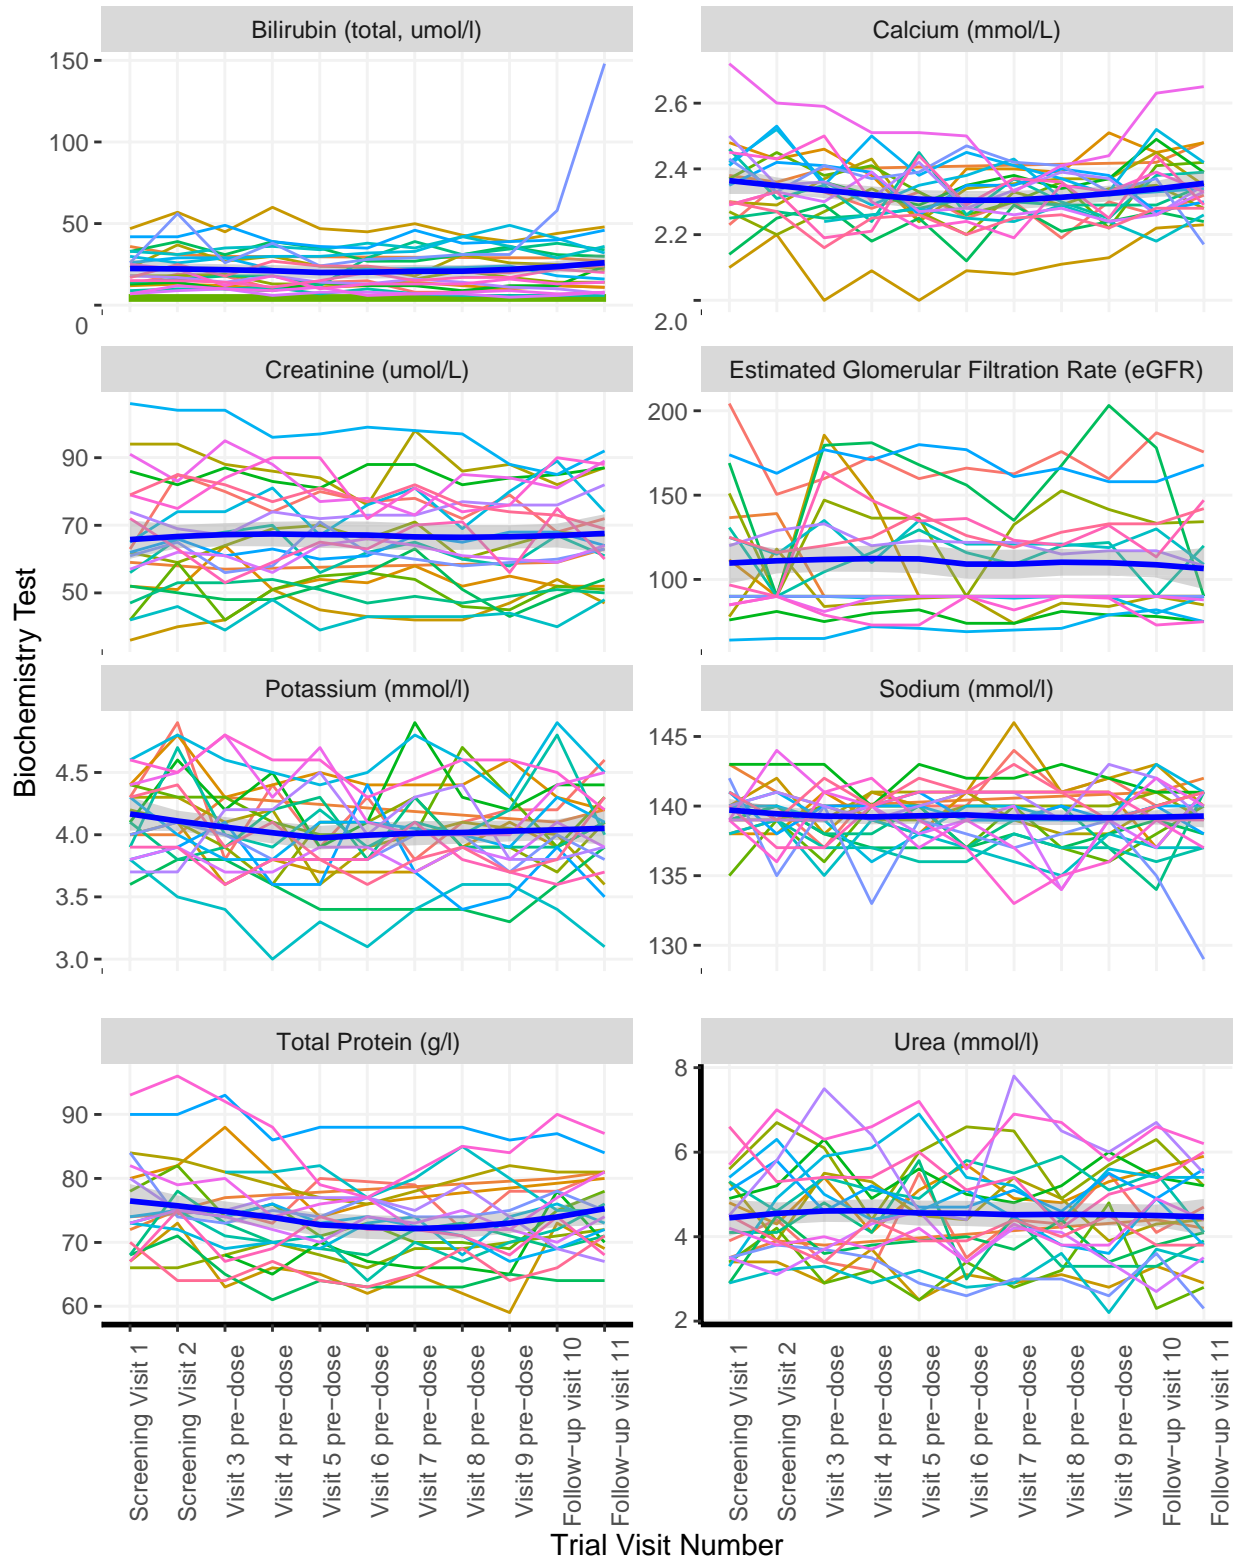 Bilirubin (total, umol/l)
150
100
50
0
Calcium (mmol/L)
2.6
2.4
2.2
2.0
Creatinine (umol/L)
90
70
50
Estimated Glomerular Filtration Rate (eGFR)
200
150
100
Potassium (mmol/l)
4.5
4.0
3.5
3.0
Sodium (mmol/l)
145
140
135
130
Total Protein (g/l)
90
80
70
60
Urea (mmol/l)
8
6
4
2
Biochemistry Test
Screening Visit 1
Screening Visit 2
Visit 3 pre−dose
Visit 4 pre−dose
Visit 5 pre−dose
Visit 6 pre−dose
Visit 7 pre−dose
Visit 8 pre−dose
Visit 9 pre−dose
Follow−up visit 10
Follow−up visit 11
Screening Visit 1
Screening Visit 2
Visit 3 pre−dose
Visit 4 pre−dose
Visit 5 pre−dose
Visit 6 pre−dose
Visit 7 pre−dose
Visit 8 pre−dose
Visit 9 pre−dose
Follow−up visit 10
Follow−up visit 11
Trial Visit Number